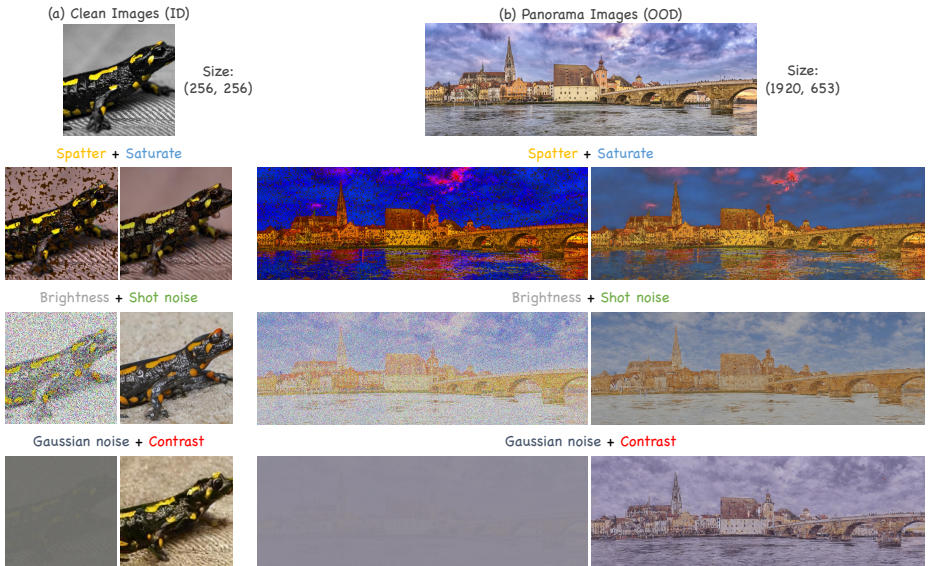 (a) Clean Images (ID)
(b) Panorama Images (OOD)
Size:
(256, 256)
Size:
(1920, 653)
Spatter + Saturate
Spatter + Saturate
Brightness + Shot noise
Brightness + Shot noise
Gaussian noise + Contrast
Gaussian noise + Contrast